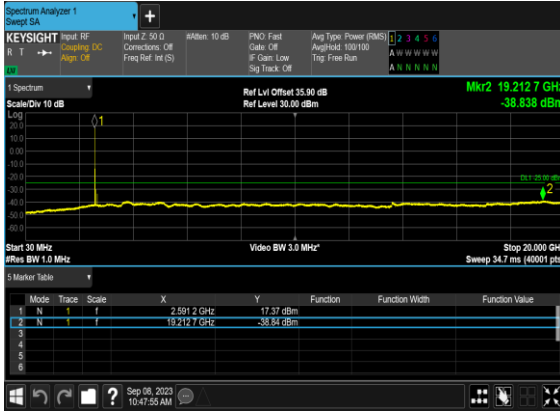 Spectrum Analyzer 1
Swept SA
+
KEYSIGHT Input: RF Input Z: 50 Ω #Atten: 10 dB PNO: Fast Avg Type: Power (RMS) 1 2 3 4 5 6
R T Coupling: DC Corrections: Off Gate: Off Avg|Hold: 100/100 A W W W W W
Align: Off Freq Ref: Int (S) IF Gain: Low Trig: Free Run
Sig Track: Off A N N N N N
1 Spectrum
Ref Lvl Offset 35.90 dB Mkr2 19.212 7 GHz
Scale/Div 10 dB Ref Level 30.00 dBm -38.838 dBm
Log
20.0
10.0
0.00
-10.0
-20.0
-30.0
-40.0
-50.0
-60.0
1
DL1 -25.00 dBm
2
Start 30 MHz Video BW 3.0 MHz* Stop 20.000 GHz
#Res BW 1.0 MHz Sweep 34.7 ms (40001 pts)
5 Marker Table
Mode Trace Scale X Y Function Function Width Function Value
1 N 1 f 2.591 2 GHz 17.37 dBm
2 N 1 f 19.212 7 GHz -38.84 dBm
3
4
5
6
? Sep 08, 2023
10:47:55 AM